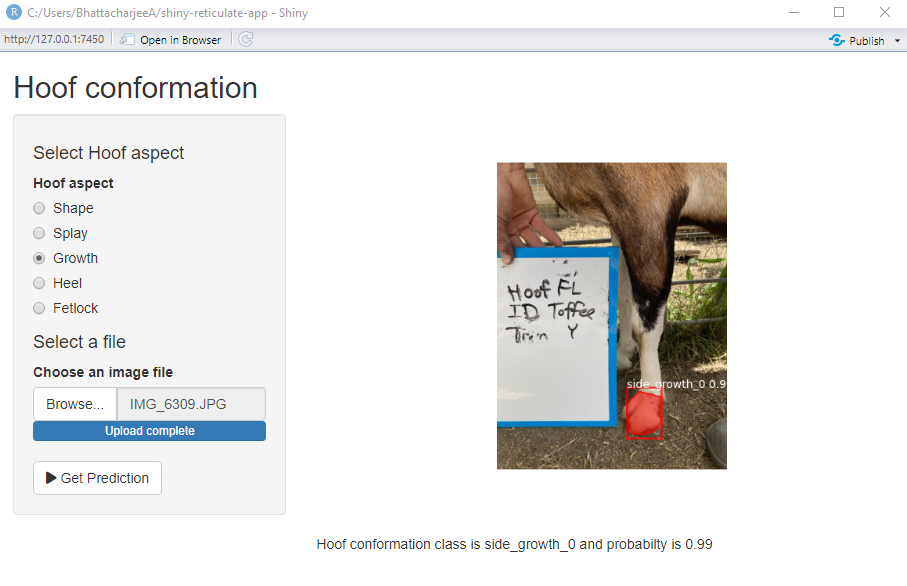 R C:/Users/BhattacharjeeA/shiny-reticulate-app - Shiny
http://127.0.0.1:7450 Open in Browser Publish
Hoof conformation
Select Hoof aspect
Hoof aspect
Shape
Splay
Growth
Heel
Fetlock
Select a file
Choose an image file
Browse... IMG_6309.JPG
Upload complete
Get Prediction
Hoof FL
ID Toffee
Trim Y
side_growth_0 0.9
Hoof conformation class is side_growth_0 and probabilty is 0.99